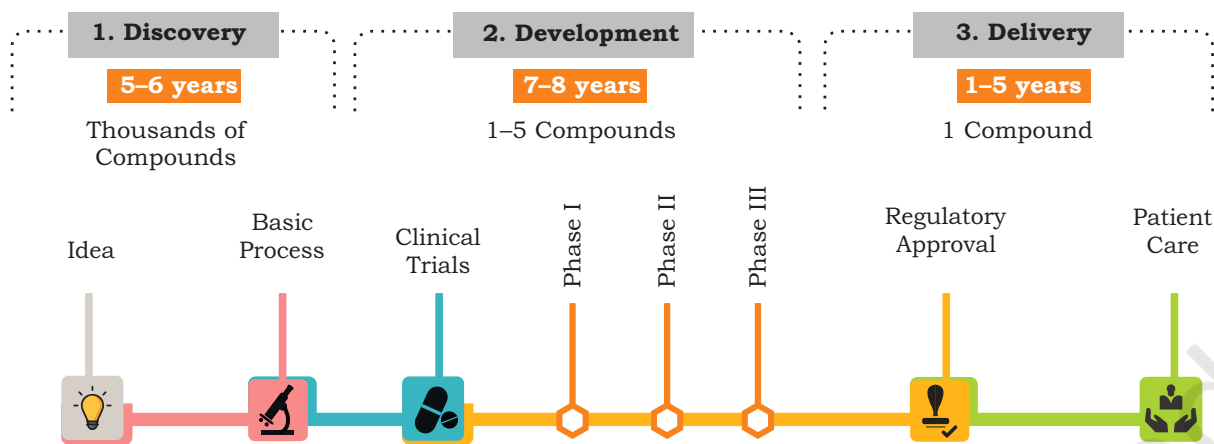 1. Discovery
5–6 years
Thousands of
Compounds
2. Development
7–8 years
1–5 Compounds
3. Delivery
1–5 years
1 Compound
Idea
Basic
Process
Clinical
Trials
Phase I
Phase II
Phase III
Regulatory
Approval
Patient
Care